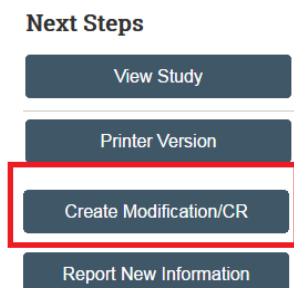 Next Steps
View Study
Printer Version
Create Modification/CR
Report New Information